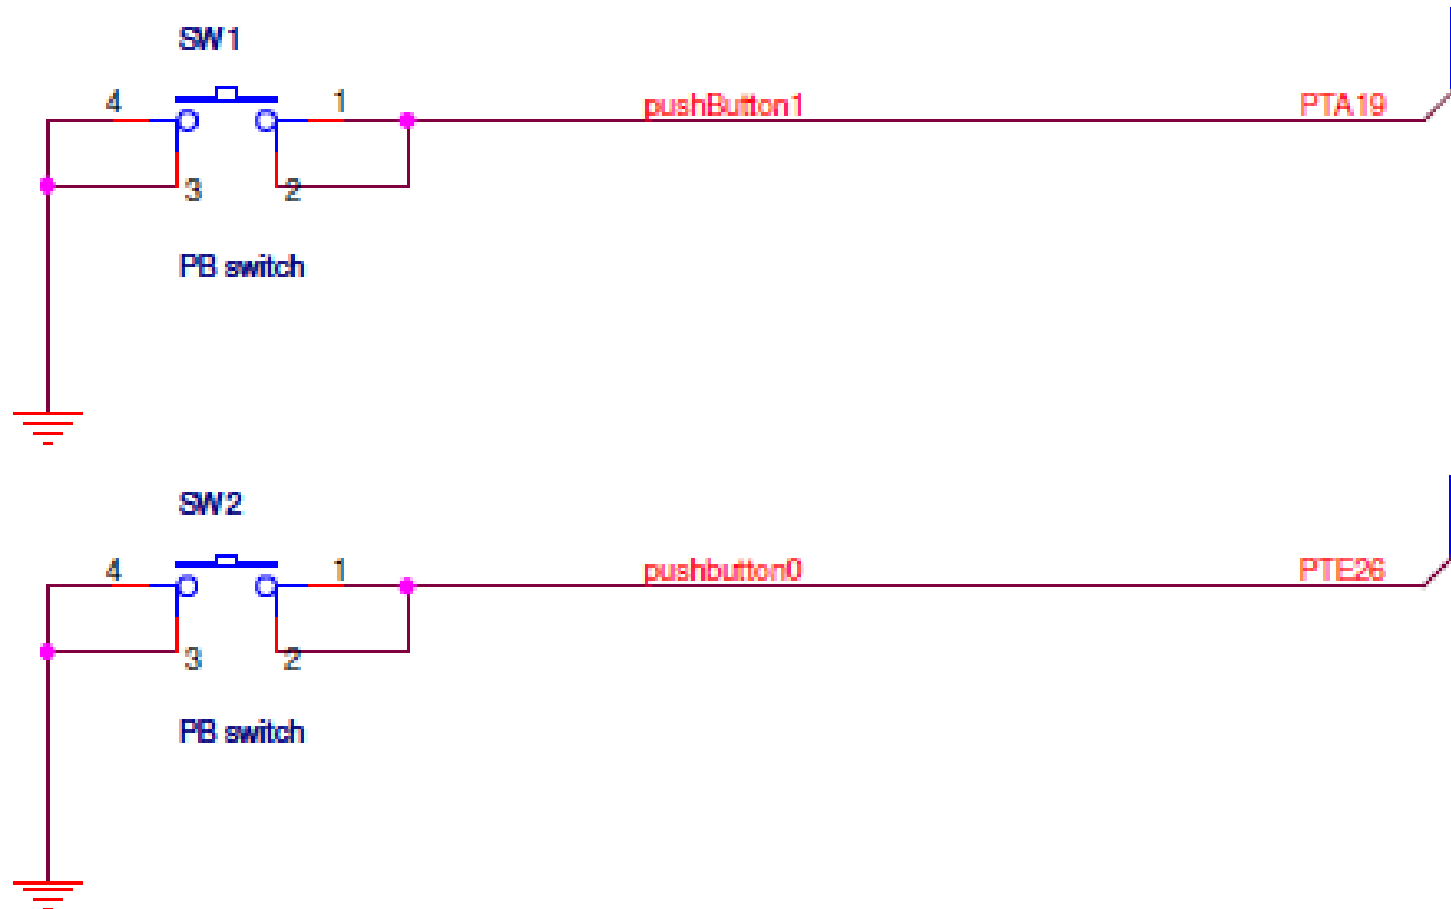 SW1
4 1 pushButton1 PTA19
3 2
PB switch
SW2
4 1 pushbutton0 PTE26
3 2
PB switch